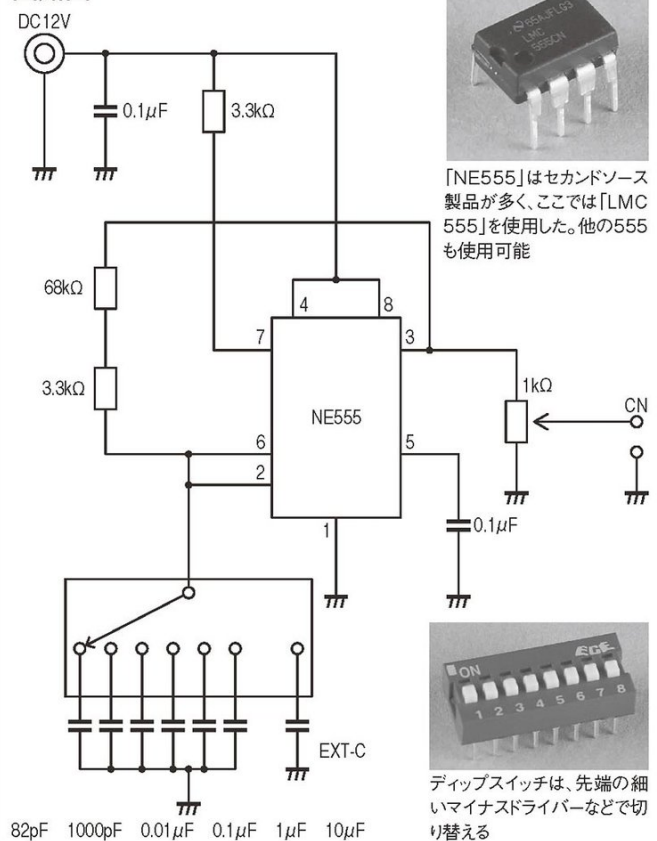 DC12V
0.1μF
3.3kΩ
65AJFLG3
LMC
555CN
「NE555」はセカンドソース
製品が多く、ここでは「LMC
555」を使用した。他の555
も使用可能
68kΩ
4
8
7
3
3.3kΩ
1kΩ
CN
NE555
6
5
2
1
0.1μF
EXT-C
ON
ECE
1 2 3 4 5 6 7 8
ディップスイッチは、先端の細
いマイナスドライバーなどで切
り替える
82pF 1000pF 0.01μF 0.1μF 1μF 10μF